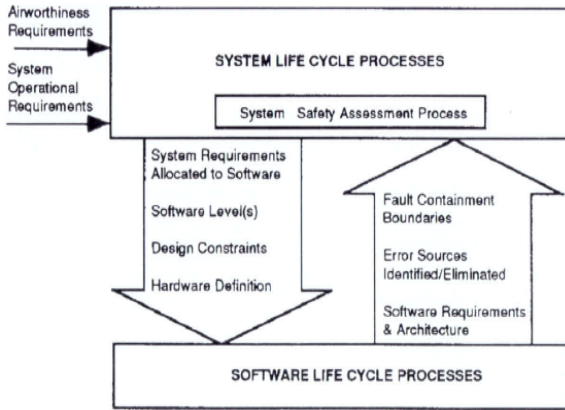 Airworthiness
Requirements
System
Operational
Requirements
SYSTEM LIFE CYCLE PROCESSES
System Safety Assessment Process
System Requirements
Allocated to Software
Software Level(s)
Design Constraints
Hardware Definition
Fault Containment
Boundaries
Error Sources
Identified/Eliminated
Software Requirements
& Architecture
SOFTWARE LIFE CYCLE PROCESSES